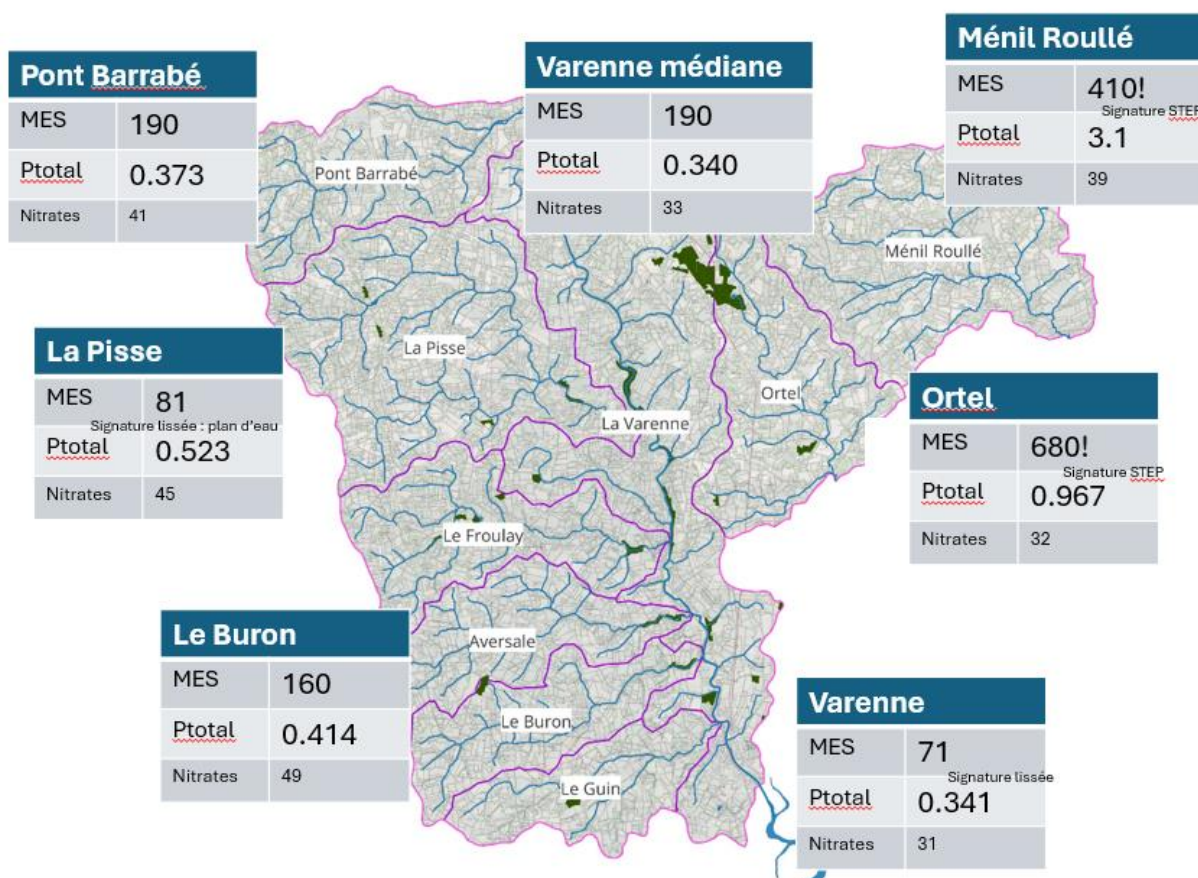 Pont Barrabé
MES 190
Ptotal 0.373
Nitrates 41
Varenne médiane
MES 190
Ptotal 0.340
Nitrates 33
Ménil Roullé
MES 410!
Signature STEP
Ptotal 3.1
Nitrates 39
Pont Barrabé
Ménil Roullé
La Pisse
MES 81
Signature lissée : plan d'eau
Ptotal 0.523
Nitrates 45
La Pisse
Ortel
La Varenne
Ortel
MES 680!
Signature STEP
Ptotal 0.967
Nitrates 32
Le Froulay
Le Buron
MES 160
Ptotal 0.414
Nitrates 49
Aversale
Le Buron
Le Guin
Varenne
MES 71
Signature lissée
Ptotal 0.341
Nitrates 31